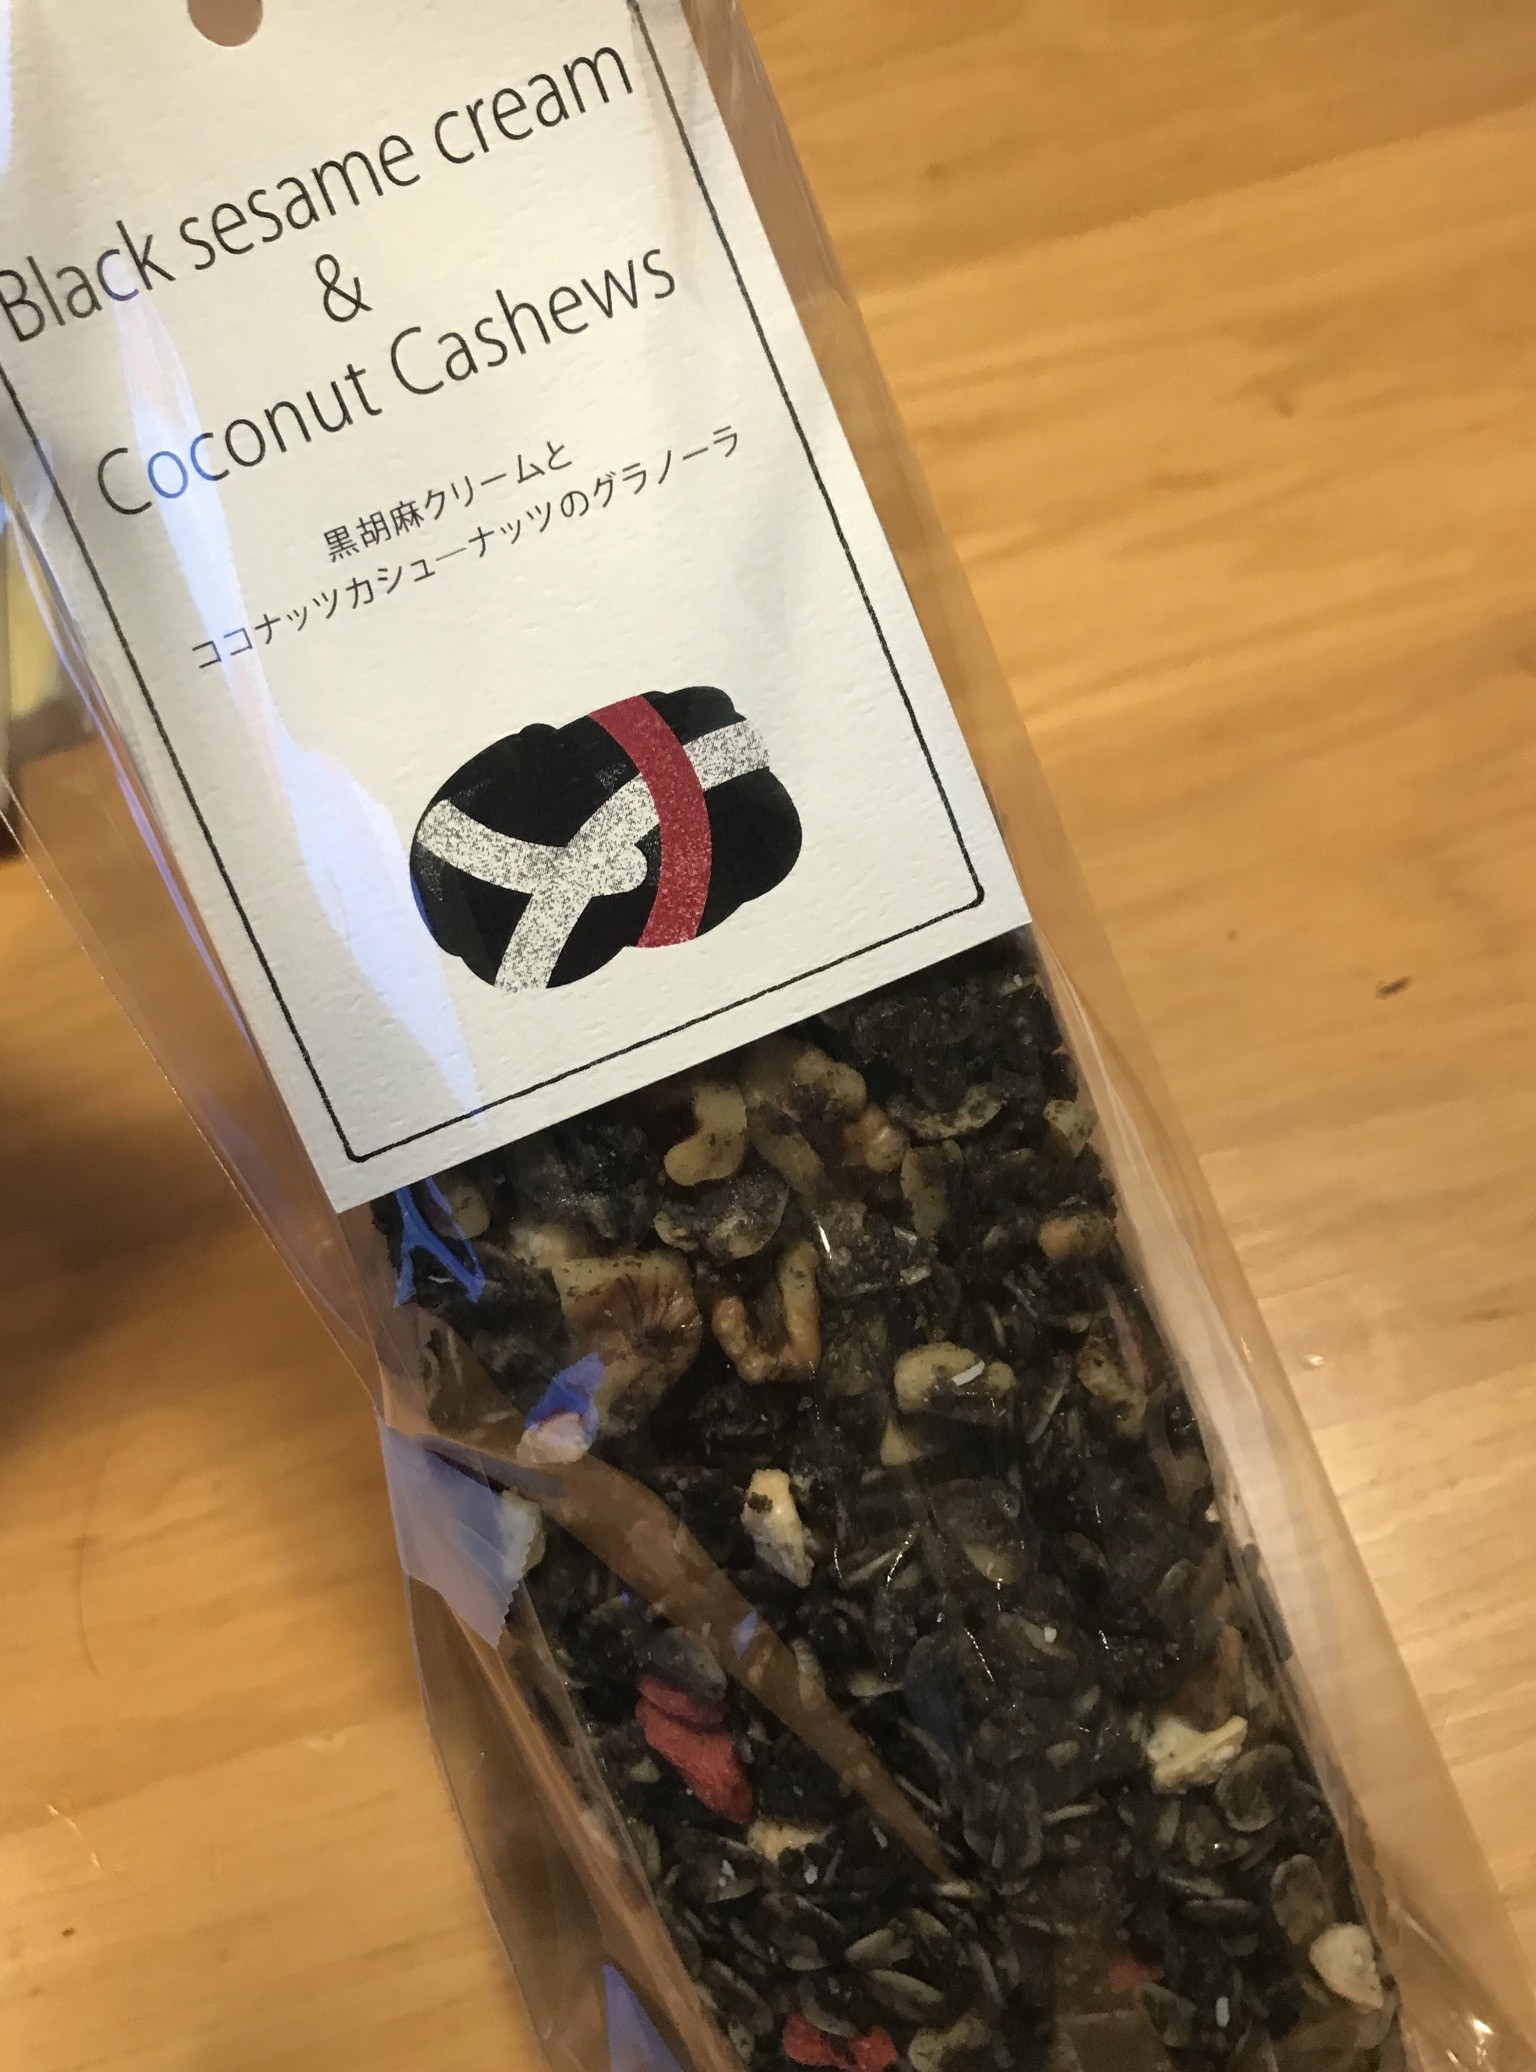 Black sesame cream
&
Coconut Cashews
黒胡麻クリームと
ココナッツカシューナッツのグラノーラ